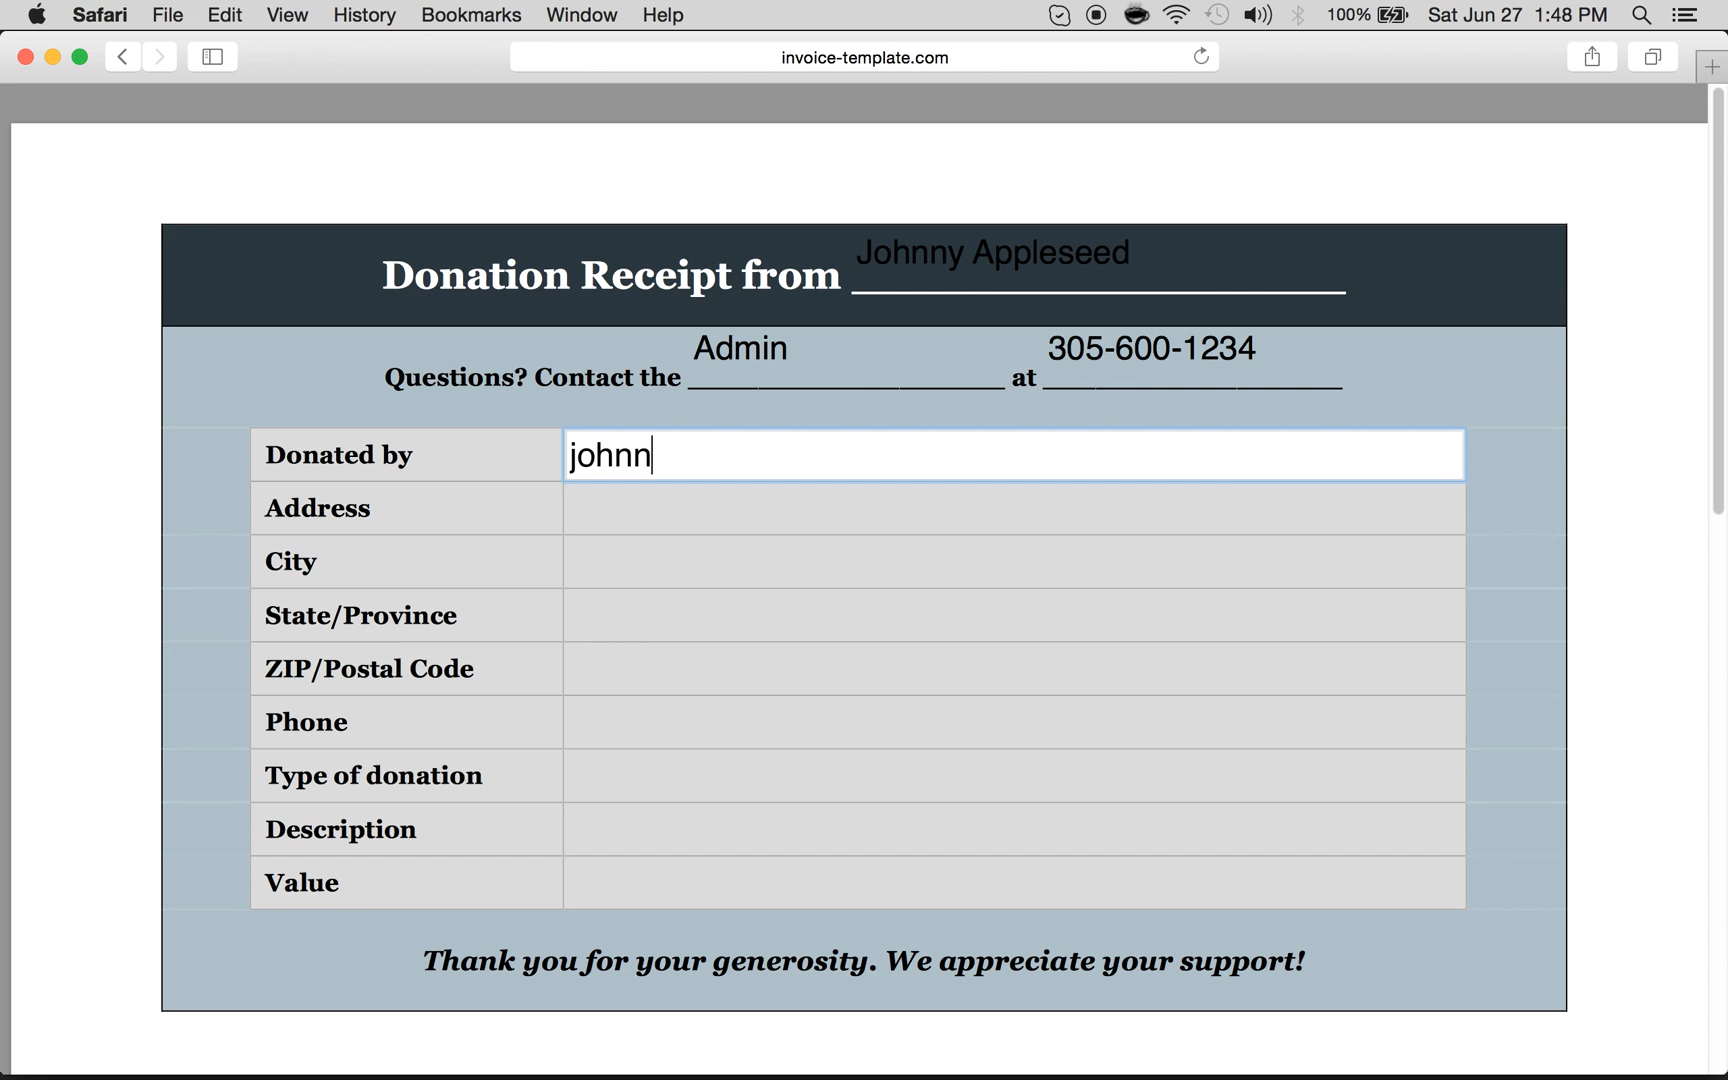 Safari File Edit View History Bookmarks Window Help 100% Sat Jun 27 1:48 PM
invoice-template.com
Johnny Appleseed
Donation Receipt from
Admin 305-600-1234
Questions? Contact the ____________ at ____________
Donated by johnn
Address
City
State/Province
ZIP/Postal Code
Phone
Type of donation
Description
Value
Thank you for your generosity. We appreciate your support!